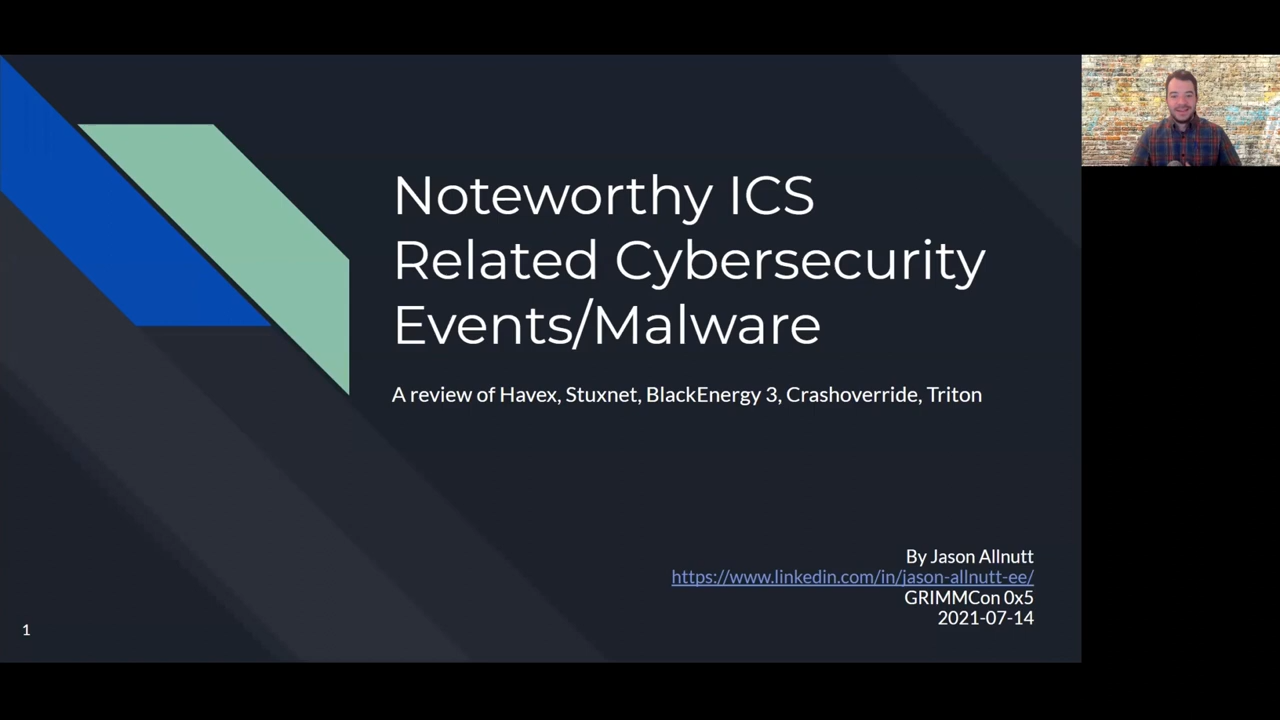 Noteworthy ICS
Related Cybersecurity
Events/Malware
A review of Havex, Stuxnet, BlackEnergy 3, Crashoverride, Triton
By Jason Allnutt
https://www.linkedin.com/in/jason-allnutt-ee/
GRIMMCon 0x5
2021-07-14
1